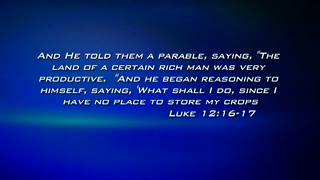 And He told them a parable, saying, "The
land of a certain rich man was very
productive. "And he began reasoning to
himself, saying, 'What shall I do, since I
have no place to store my crops
Luke 12:16-17